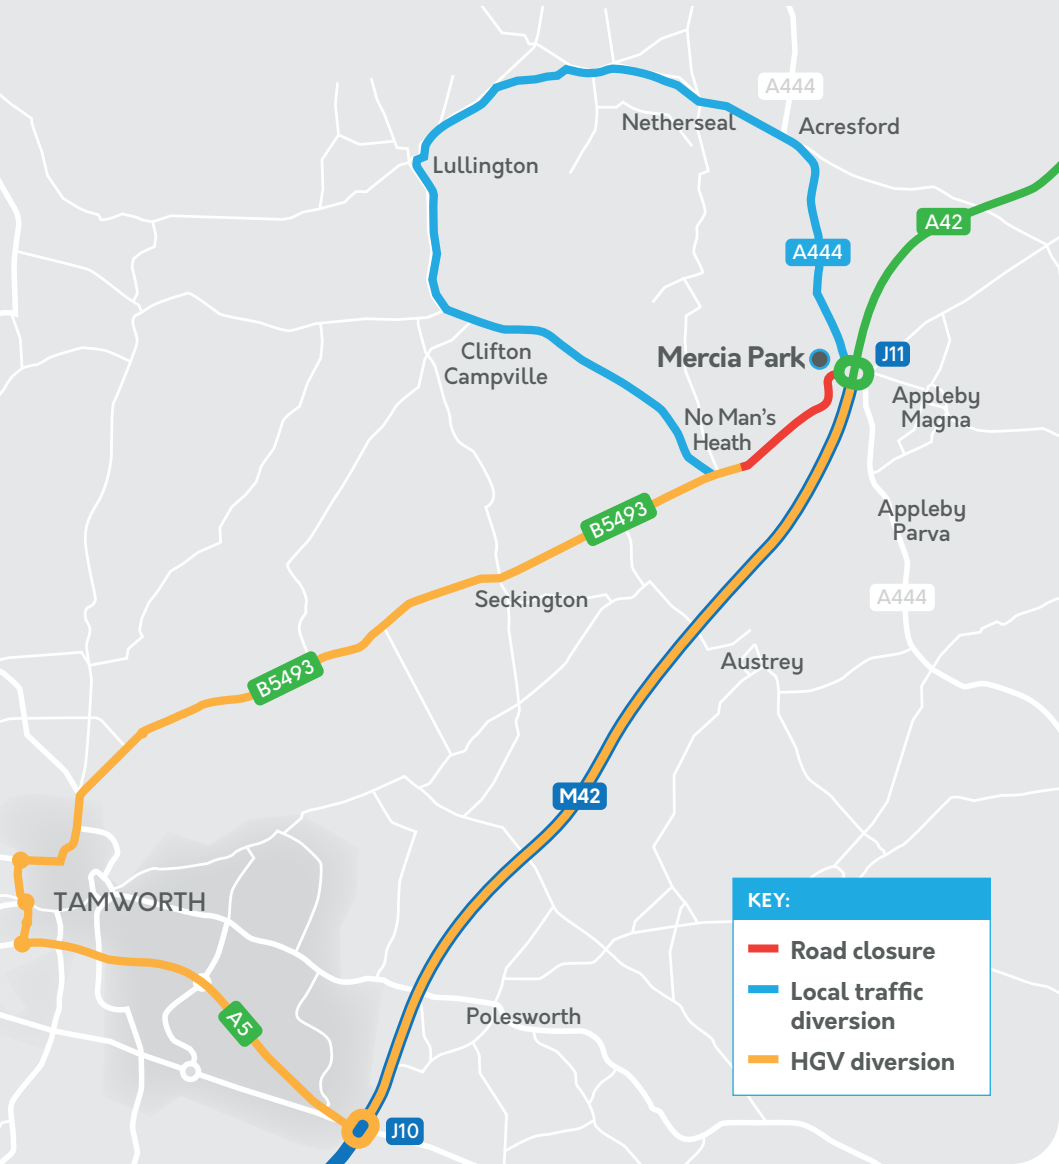 A444
Netherseal
Acresford
Lullington
A42
A444
Clifton
Campville
Mercia Park
J11
No Man's
Heath
Appleby
Magna
B5493
Appleby
Parva
Seckington
A444
B5493
Austrey
M42
TAMWORTH
KEY:
Road closure
Local traffic
diversion
HGV diversion
A5
Polesworth
J10